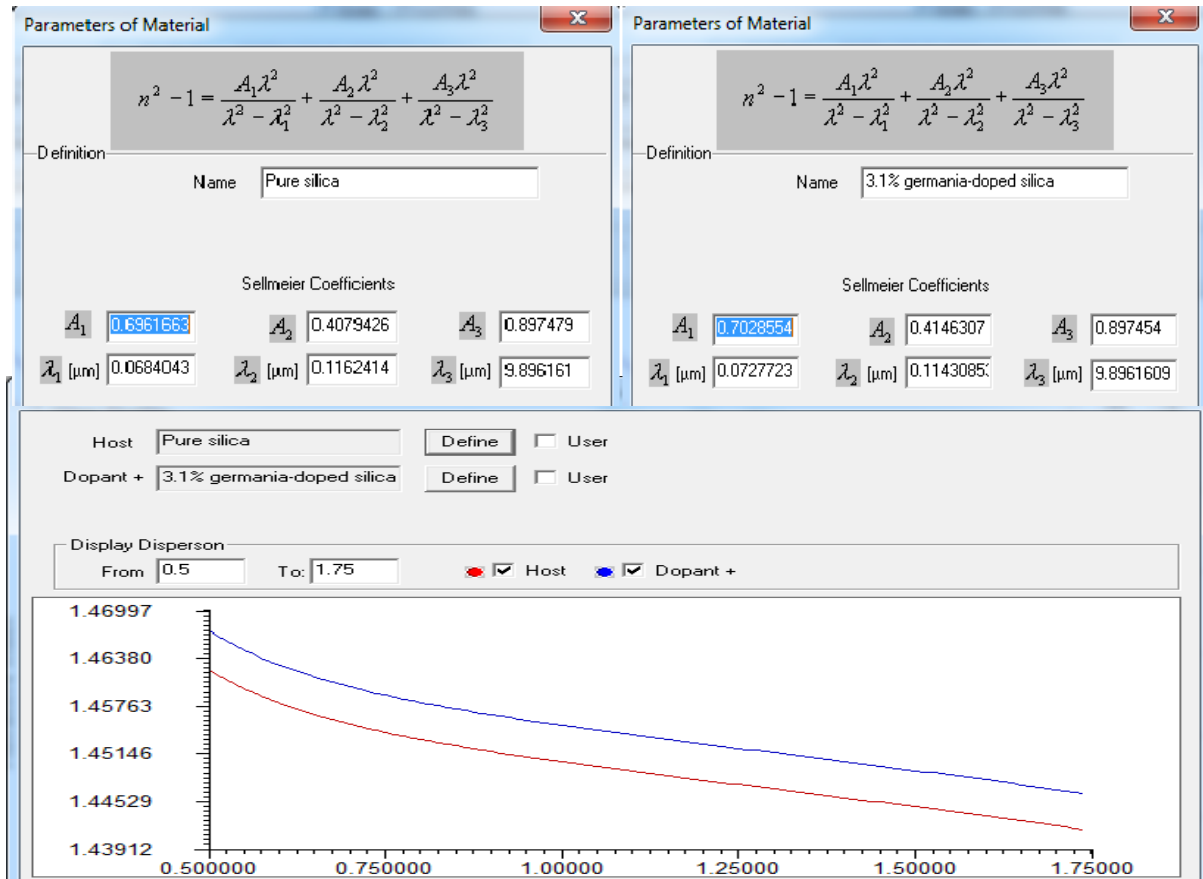 Parameters of Material
x
n² − 1 = A₁λ² / (λ² − λ₁²) + A₂λ² / (λ² − λ₂²) + A₃λ² / (λ² − λ₃²)
Definition
Name Pure silica
Sellmeier Coefficients
A₁ 0.6961663 A₂ 0.4079426 A₃ 0.897479
λ₁ [μm] 0.0684043 λ₂ [μm] 0.1162414 λ₃ [μm] 9.896161
Parameters of Material
x
n² − 1 = A₁λ² / (λ² − λ₁²) + A₂λ² / (λ² − λ₂²) + A₃λ² / (λ² − λ₃²)
Definition
Name 3.1% germania-doped silica
Sellmeier Coefficients
A₁ 0.7028554 A₂ 0.4146307 A₃ 0.897454
λ₁ [μm] 0.0727723 λ₂ [μm] 0.1143085 λ₃ [μm] 9.8961609
Host Pure silica Define User
Dopant + 3.1% germania-doped silica Define User
Display Disperson
From 0.5 To: 1.75 Host Dopant +
1.46997
1.46380
1.45763
1.45146
1.44529
1.43912
0.500000 0.750000 1.00000 1.25000 1.50000 1.75000